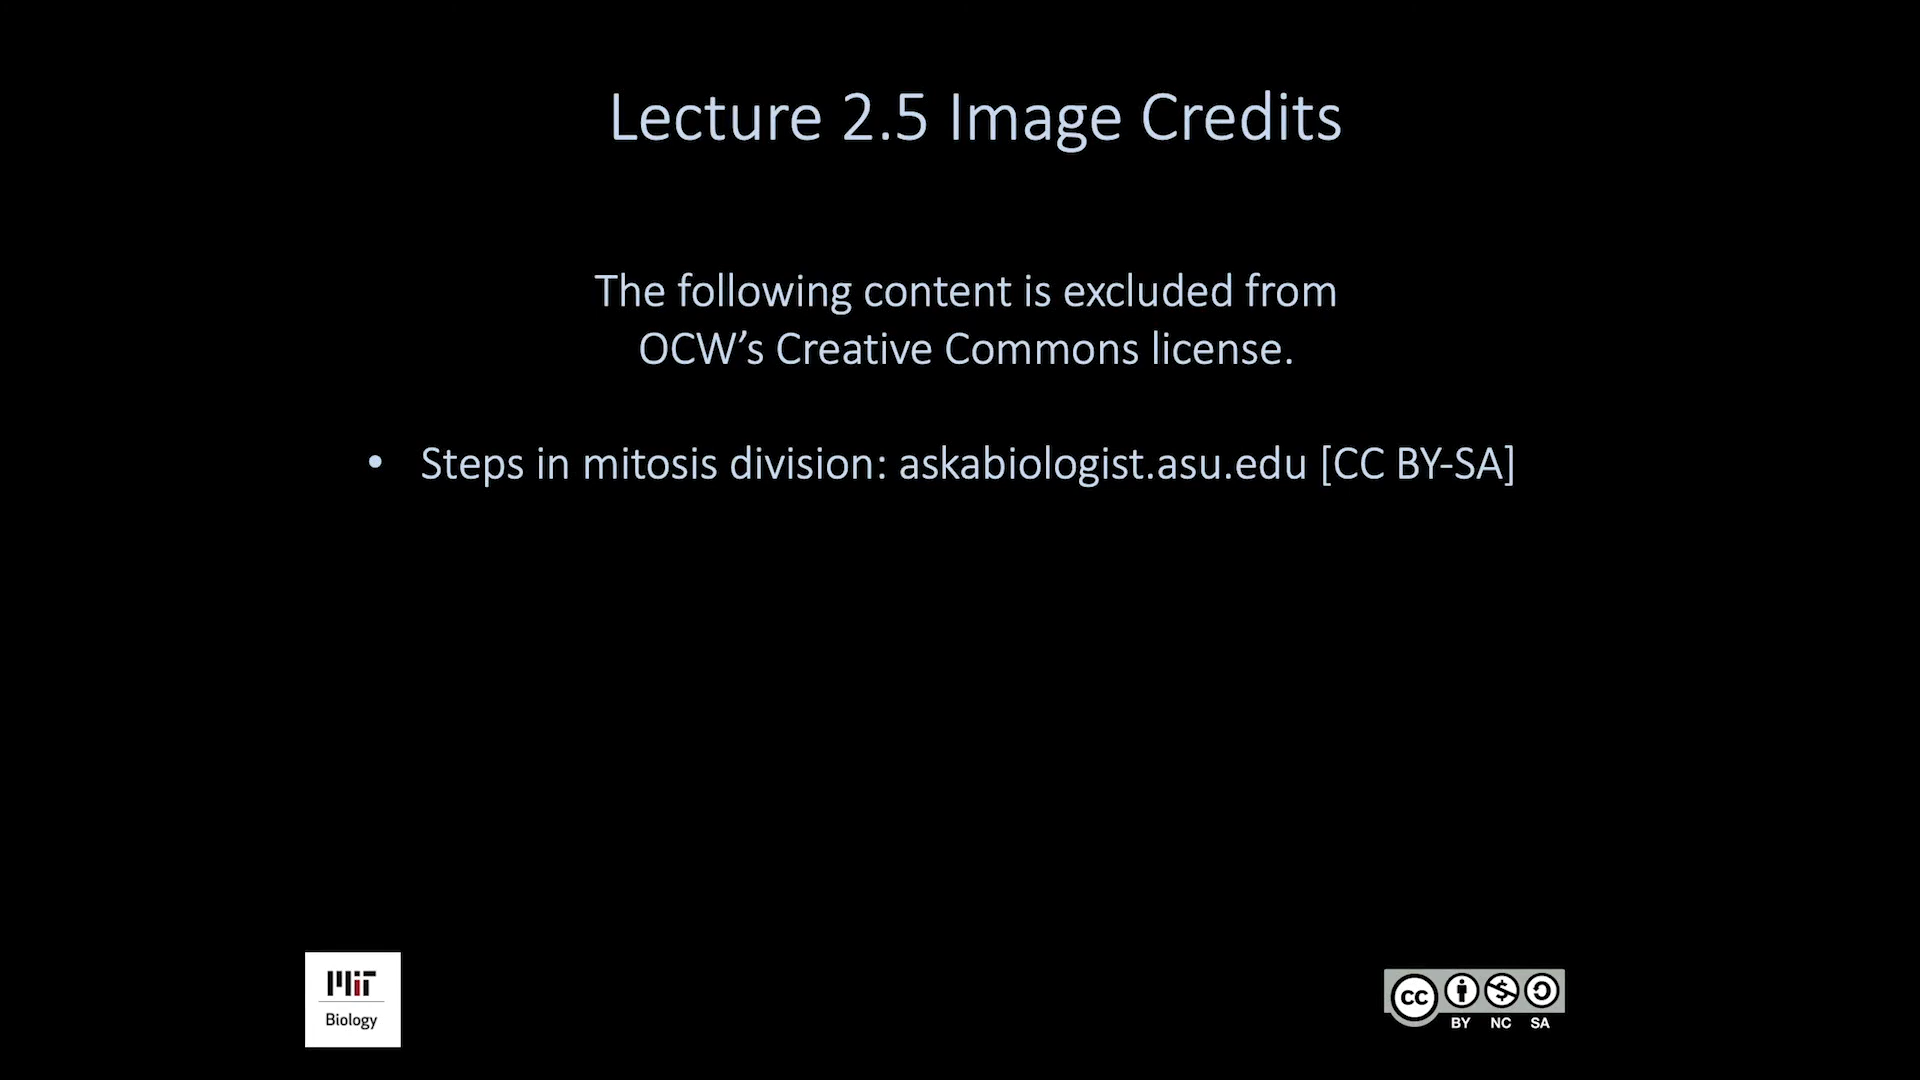 Lecture 2.5 Image Credits
The following content is excluded from
OCW’s Creative Commons license.
• Steps in mitosis division: askabiologist.asu.edu [CC BY-SA]
MIT
Biology
cc
BY NC SA